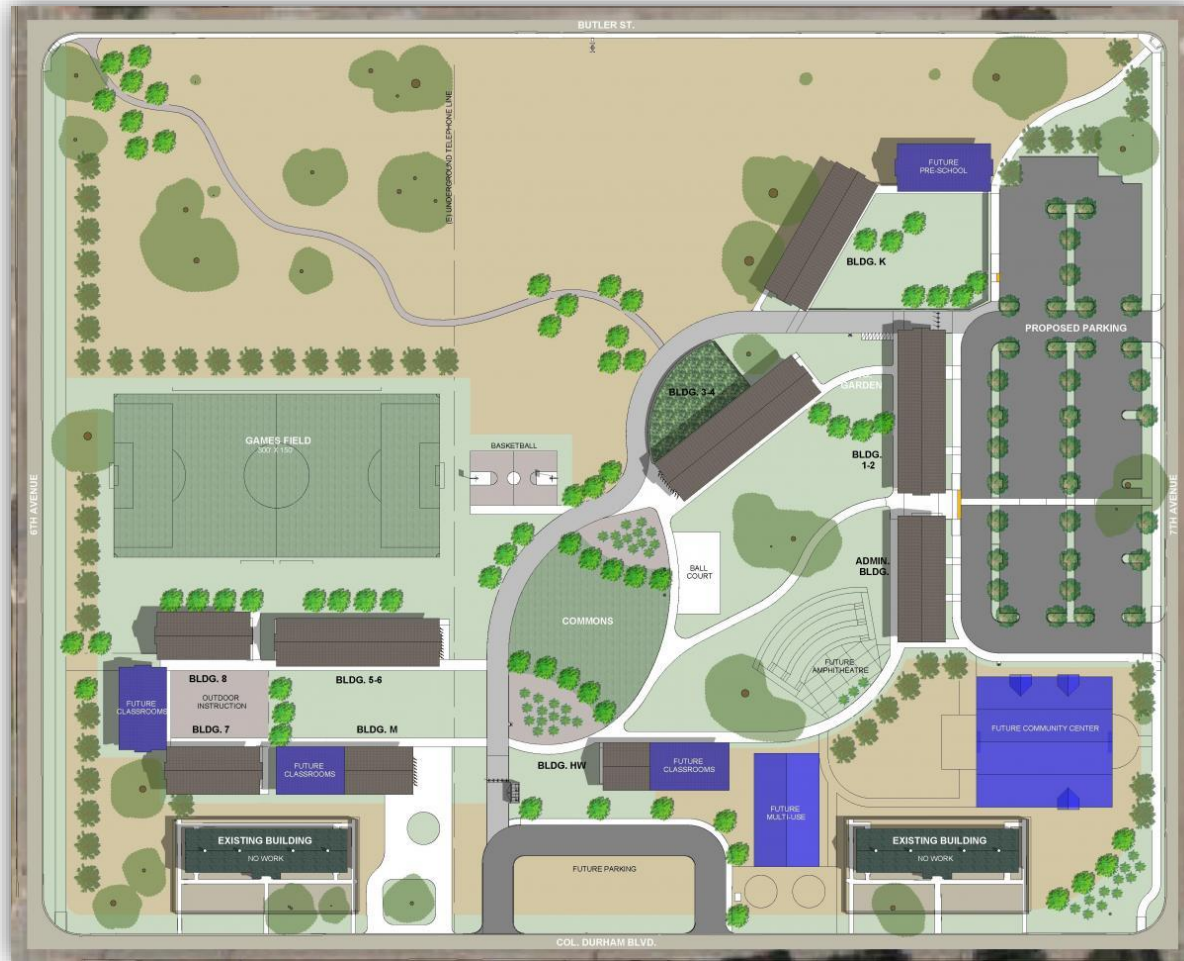 BUTLER ST.
(E) UNDERGROUND TELEPHONE LINE
FUTURE
PRE-SCHOOL
BLDG. K
PROPOSED PARKING
BLDG. 3-4
GARDEN
GAMES FIELD
300' X 150'
BASKETBALL
BLDG.
1-2
6TH AVENUE
7TH AVENUE
BALL
COURT
ADMIN.
BLDG.
COMMONS
FUTURE
AMPHITHEATRE
BLDG. 8
BLDG. 5-6
FUTURE
CLASSROOMS
OUTDOOR
INSTRUCTION
BLDG. 7
BLDG. M
FUTURE COMMUNITY CENTER
BLDG. HW
FUTURE
CLASSROOMS
FUTURE
CLASSROOMS
FUTURE
MULTI-USE
EXISTING BUILDING
NO WORK
EXISTING BUILDING
NO WORK
FUTURE PARKING
COL. DURHAM BLVD.